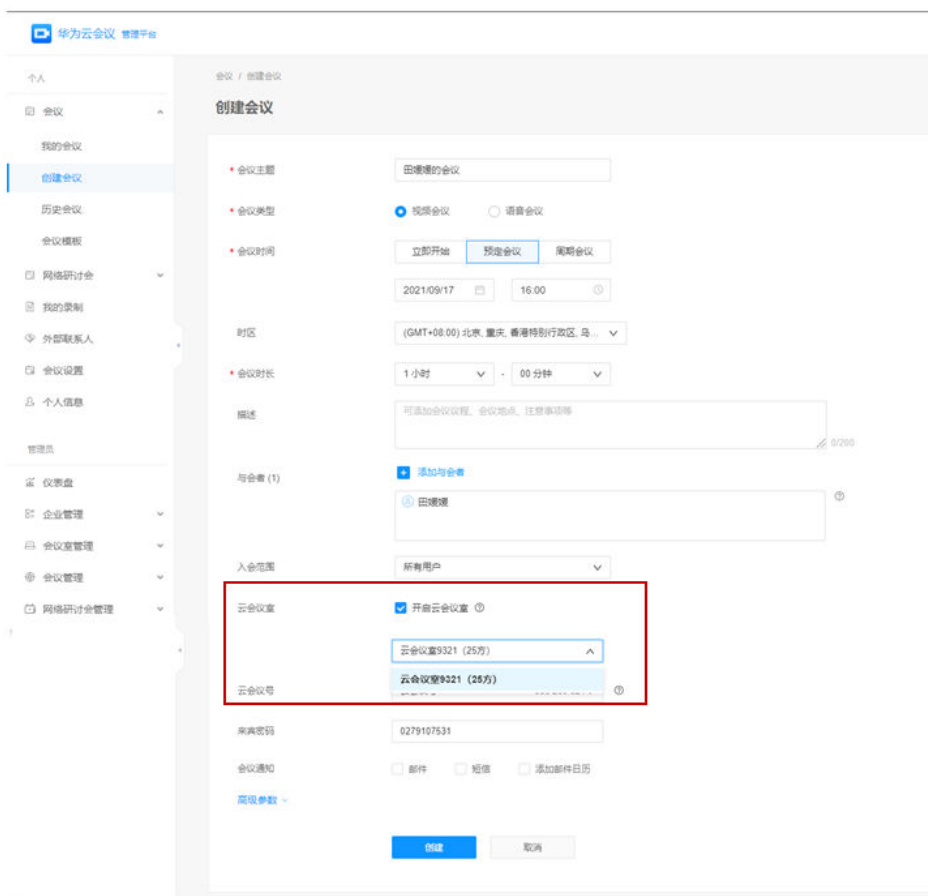 华为云会议 管理平台
个人
会议
我的会议
创建会议
历史会议
会议模板
网络研讨会
我的录制
外部联系人
会议设置
个人信息
管理员
仪表盘
企业管理
会议室管理
会议管理
网络研讨会管理
会议 / 创建会议
创建会议
* 会议主题 田媛媛的会议
* 会议类型 视频会议 语音会议
* 会议时间 立即开始 预定会议 周期会议
2021/09/17 16:00
时区 (GMT+08:00) 北京, 重庆, 香港特别行政区, 乌...
* 会议时长 1 小时 - 00 分钟
描述 可添加会议议程、会议地点、注意事项等
0/200
与会者 (1) 添加与会者
田媛媛
入会范围 所有用户
云会议室 开启云会议室
云会议室9321（25方）
云会议室9321（25方）
云会议号
来宾密码 0279107531
会议通知 邮件 短信 添加邮件日历
高级参数
创建 取消